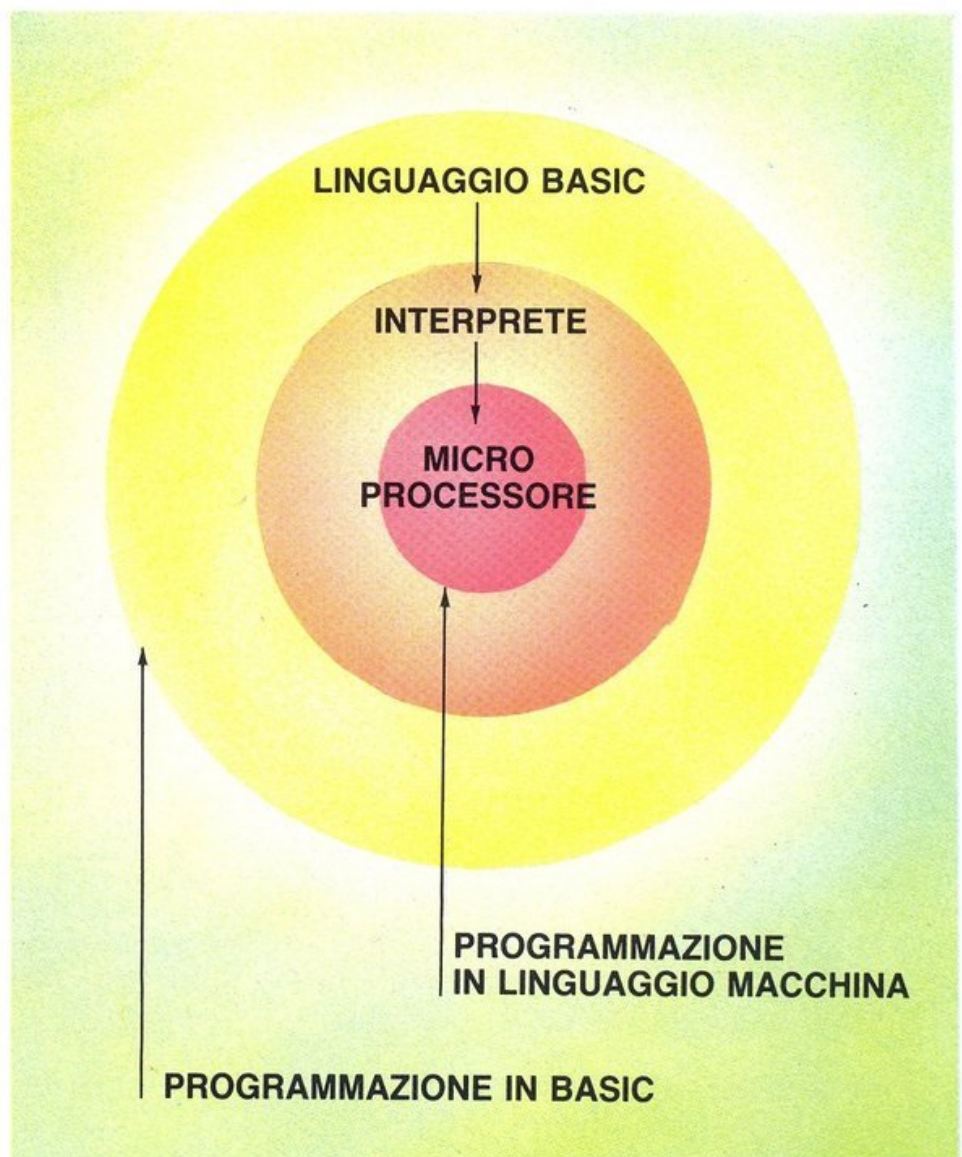 LINGUAGGIO BASIC
INTERPRETE
MICRO
PROCESSORE
PROGRAMMAZIONE
IN LINGUAGGIO MACCHINA
PROGRAMMAZIONE IN BASIC